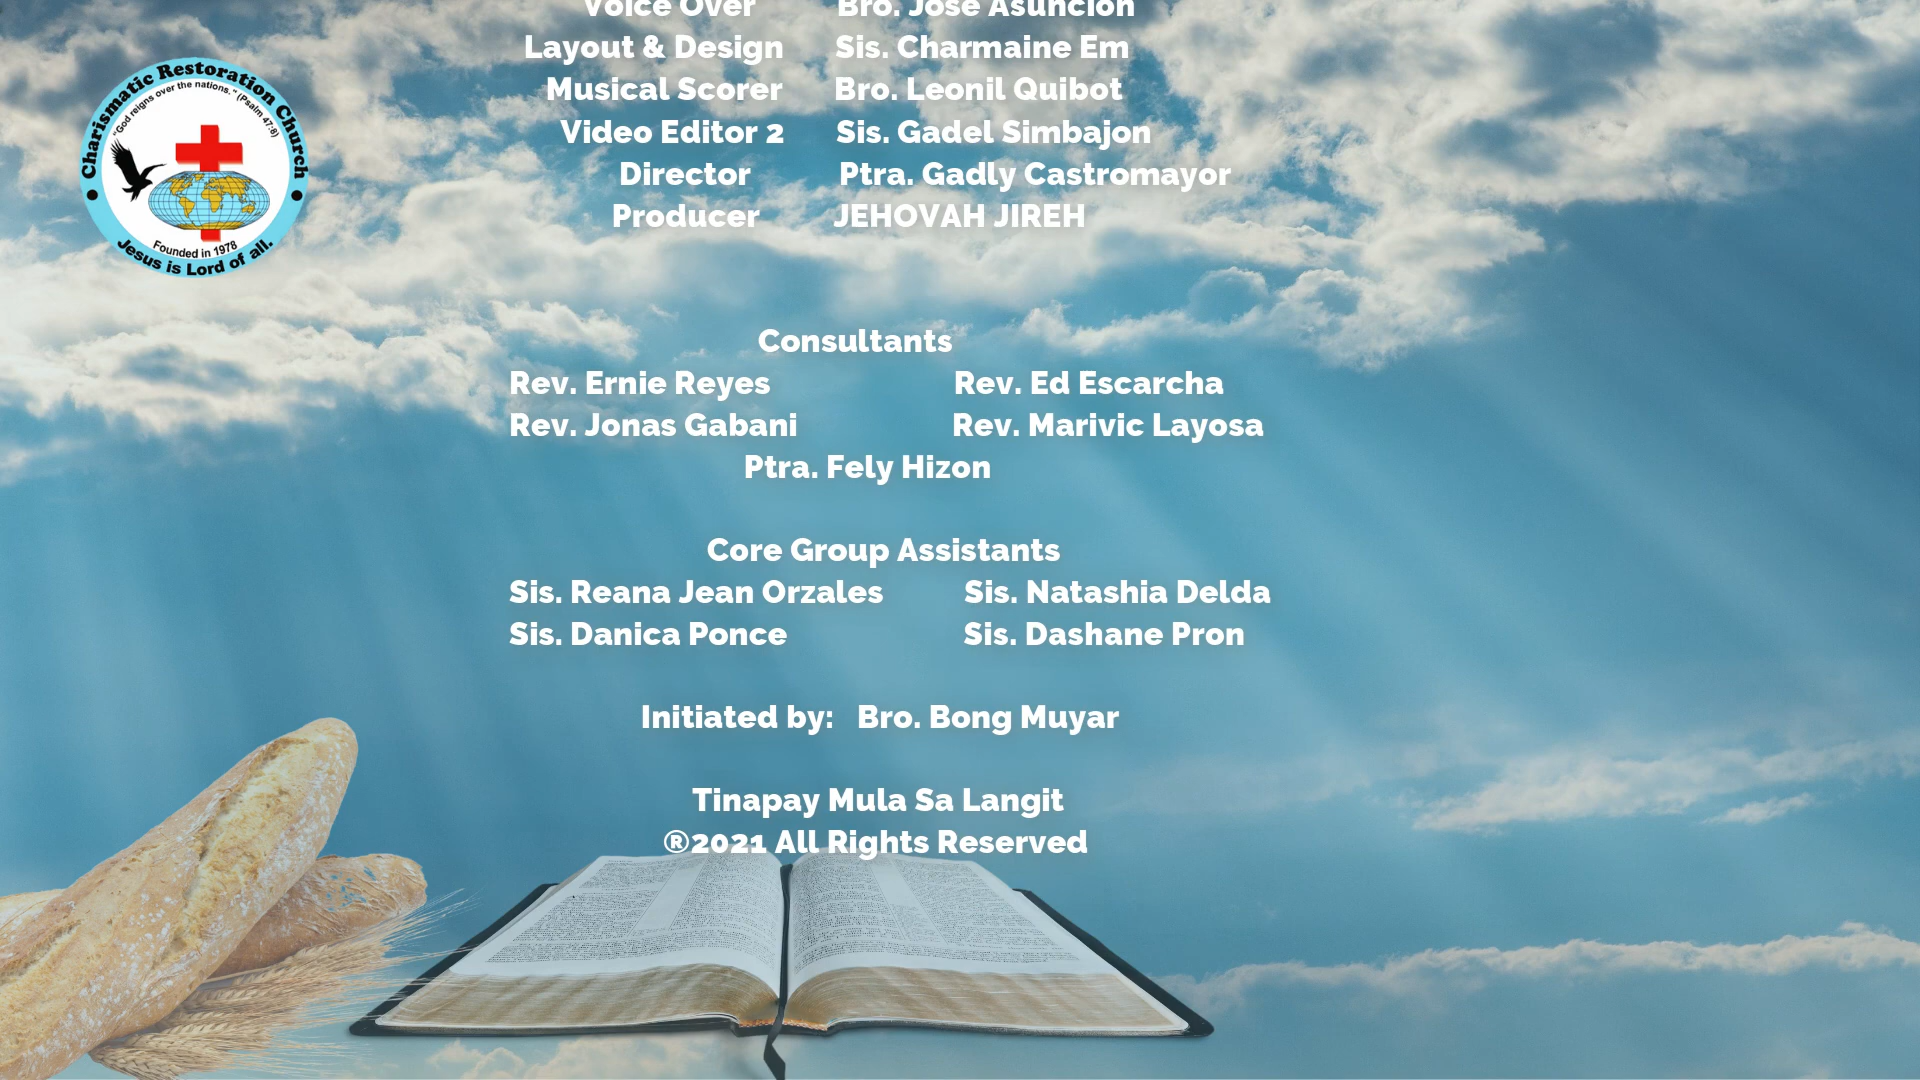 Voice Over Bro. Jose Asuncion
Layout & Design Sis. Charmaine Em
Musical Scorer Bro. Leonil Quibot
Video Editor 2 Sis. Gadel Simbajon
Director Ptra. Gadly Castromayor
Producer JEHOVAH JIREH
Charismatic Restoration Church
"God reigns over the nations." (Psalm 47:8)
Founded in 1978
Jesus is Lord of all.
Consultants
Rev. Ernie Reyes Rev. Ed Escarcha
Rev. Jonas Gabani Rev. Marivic Layosa
Ptra. Fely Hizon
Core Group Assistants
Sis. Reana Jean Orzales Sis. Natashia Delda
Sis. Danica Ponce Sis. Dashane Pron
Initiated by: Bro. Bong Muyar
Tinapay Mula Sa Langit
®2021 All Rights Reserved